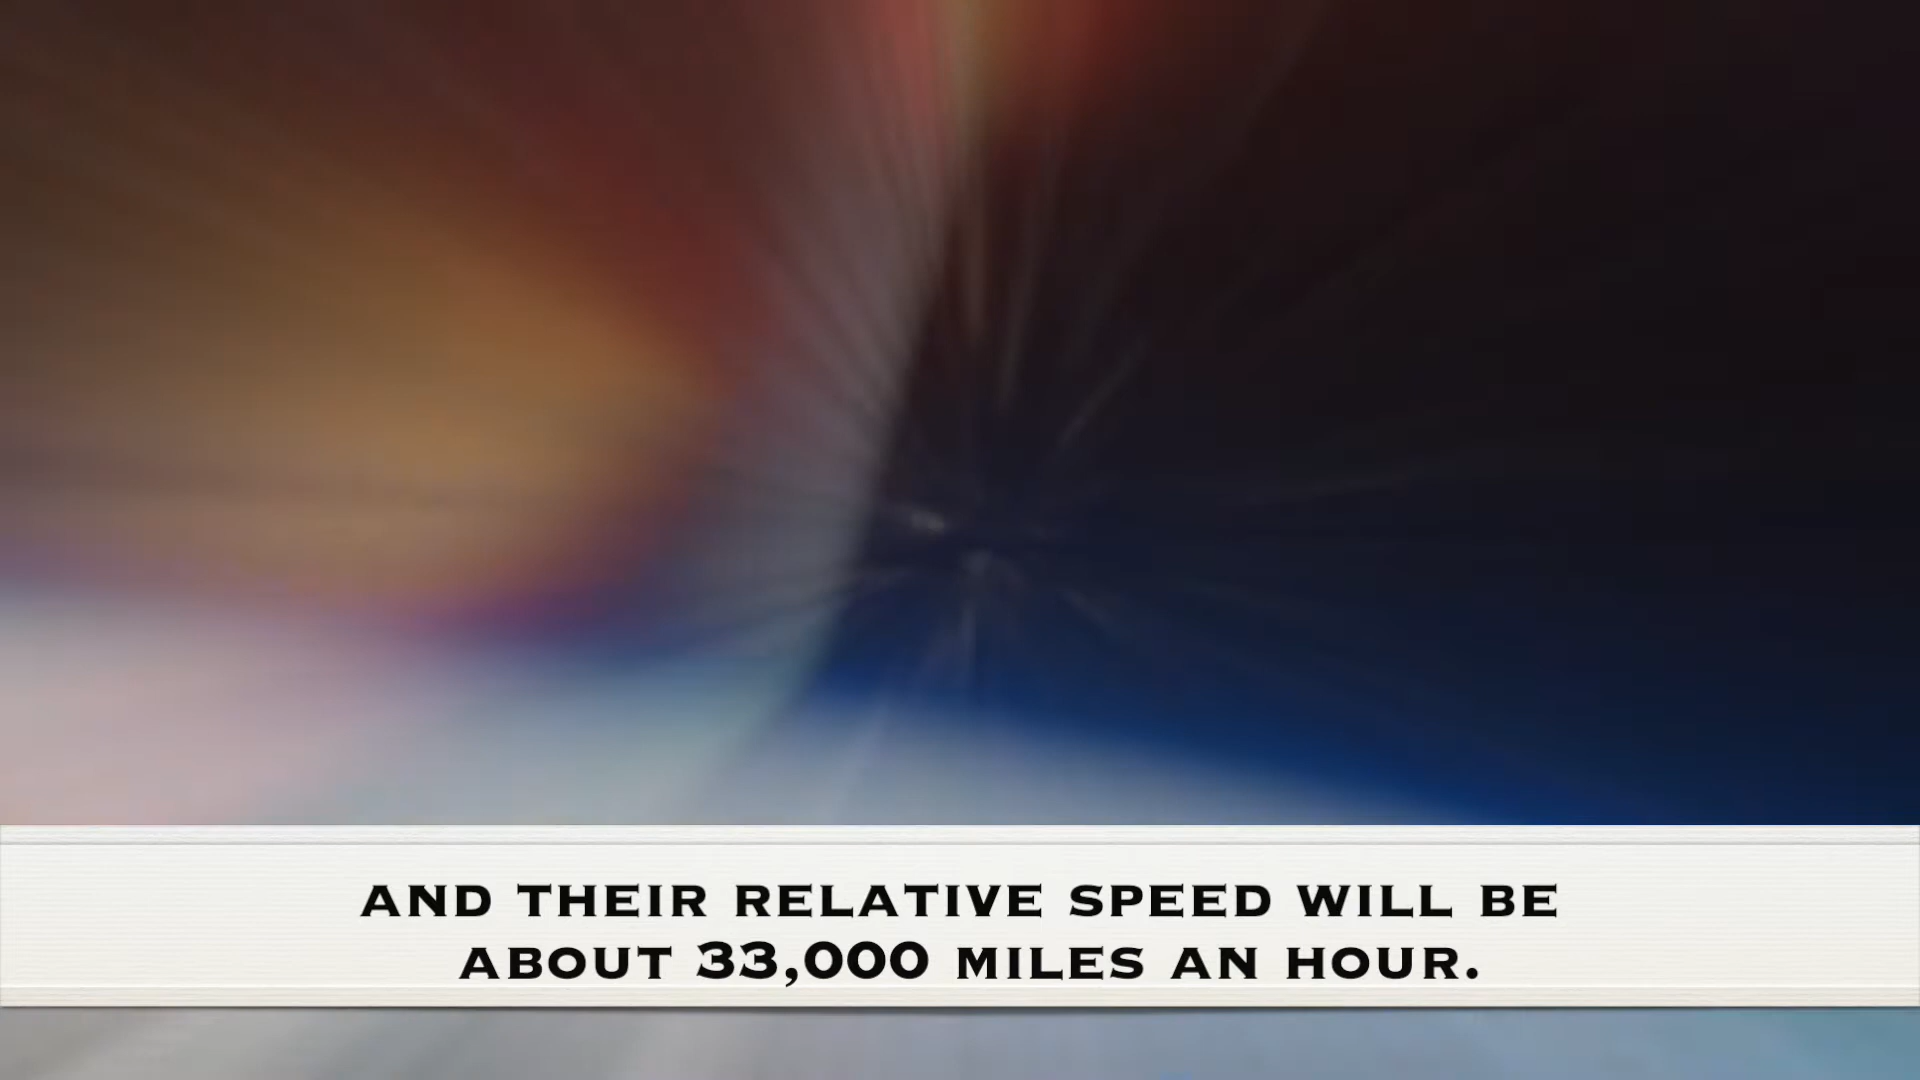 AND THEIR RELATIVE SPEED WILL BE
ABOUT 33,000 MILES AN HOUR.